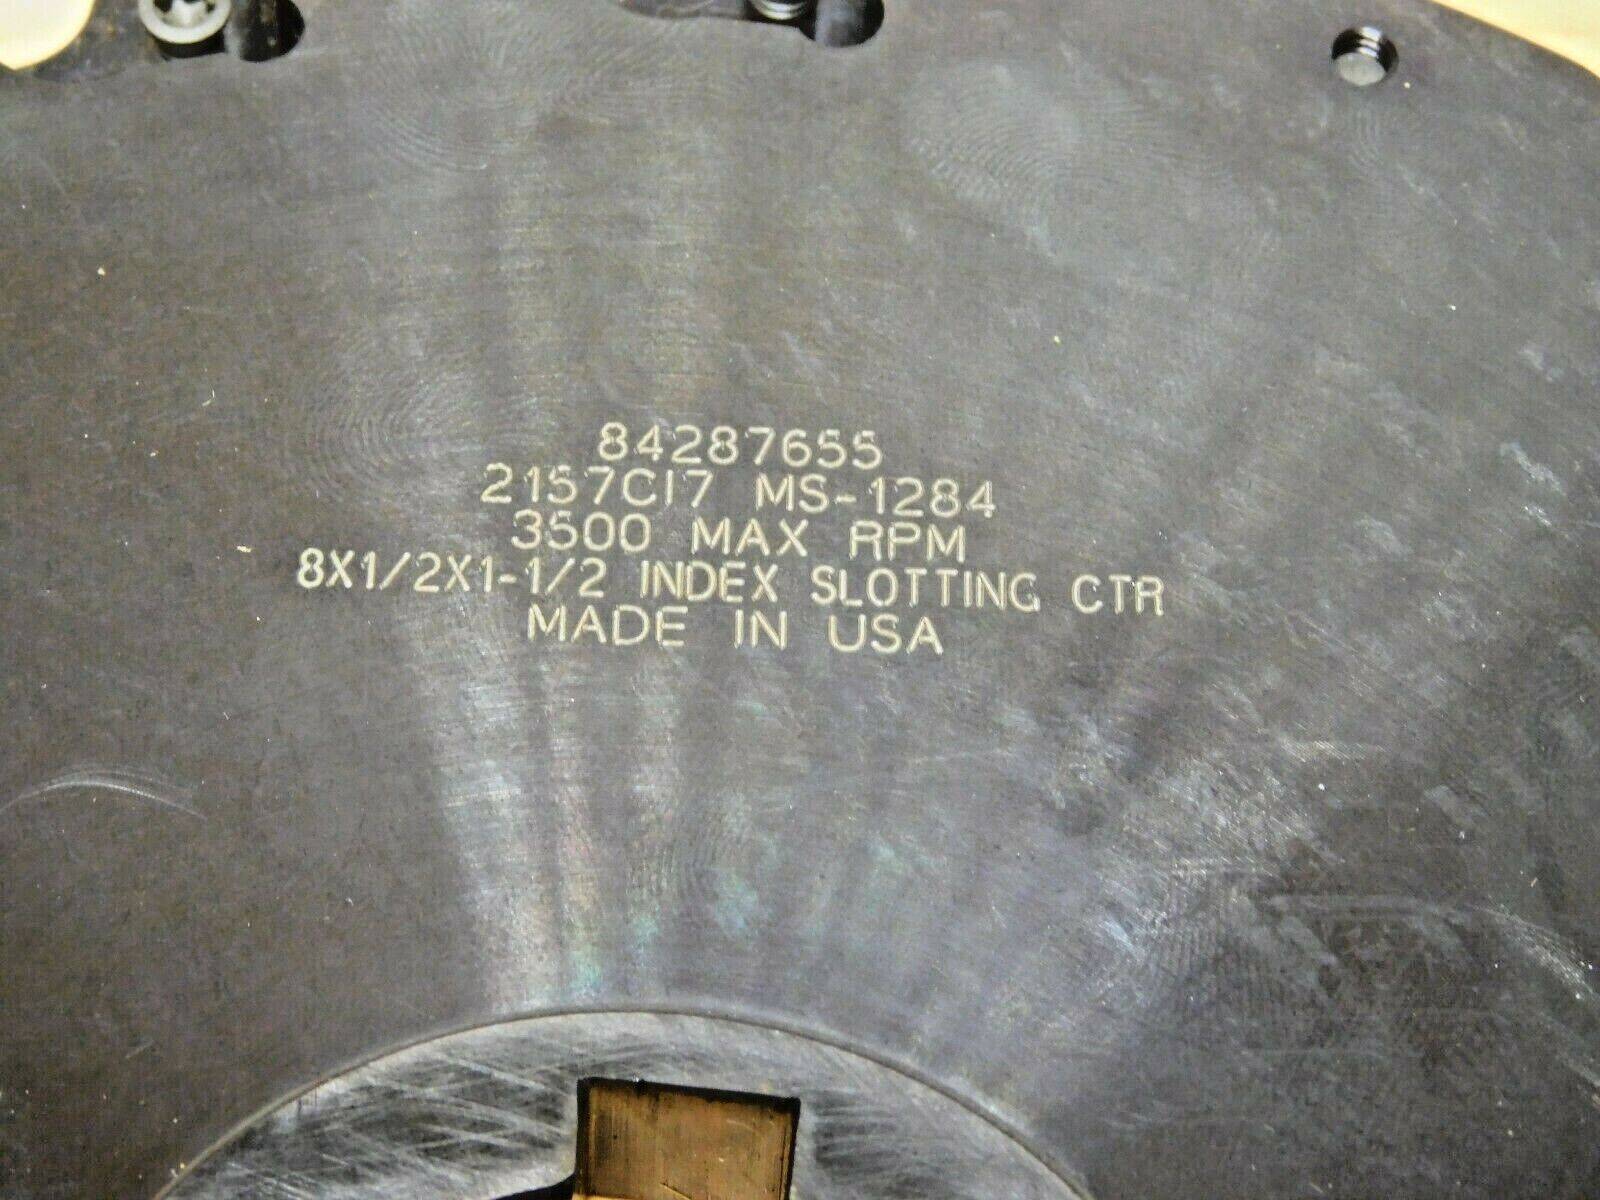 84287655
2157C17 MS-1284
3500 MAX RPM
8X1/2X1-1/2 INDEX SLOTTING CTR
MADE IN USA